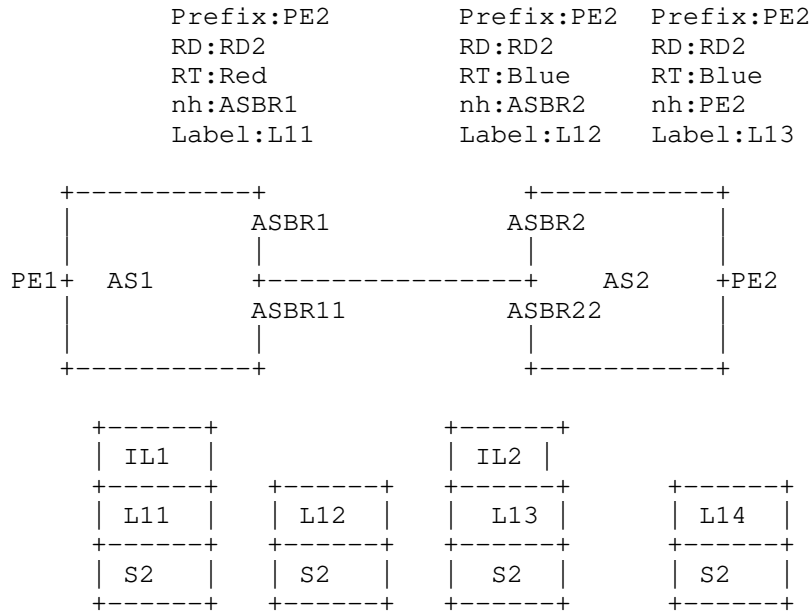 Prefix:PE2 Prefix:PE2 Prefix:PE2
RD:RD2 RD:RD2 RD:RD2
RT:Red RT:Blue RT:Blue
nh:ASBR1 nh:ASBR2 nh:PE2
Label:L11 Label:L12 Label:L13
ASBR1 ASBR2
PE1+ AS1 AS2 +PE2
ASBR11 ASBR22
IL1 IL2
L11 L12 L13 L14
S2 S2 S2 S2